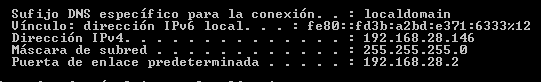 Sufijo DNS específico para la conexión. . : localdomain
Vínculo: dirección IPv6 local. . . : fe80::fd3b:a2bd:e371:6333%12
Dirección IPv4. . . . . . . . . . . . . . : 192.168.28.146
Máscara de subred . . . . . . . . . . . . : 255.255.255.0
Puerta de enlace predeterminada . . . . . : 192.168.28.2